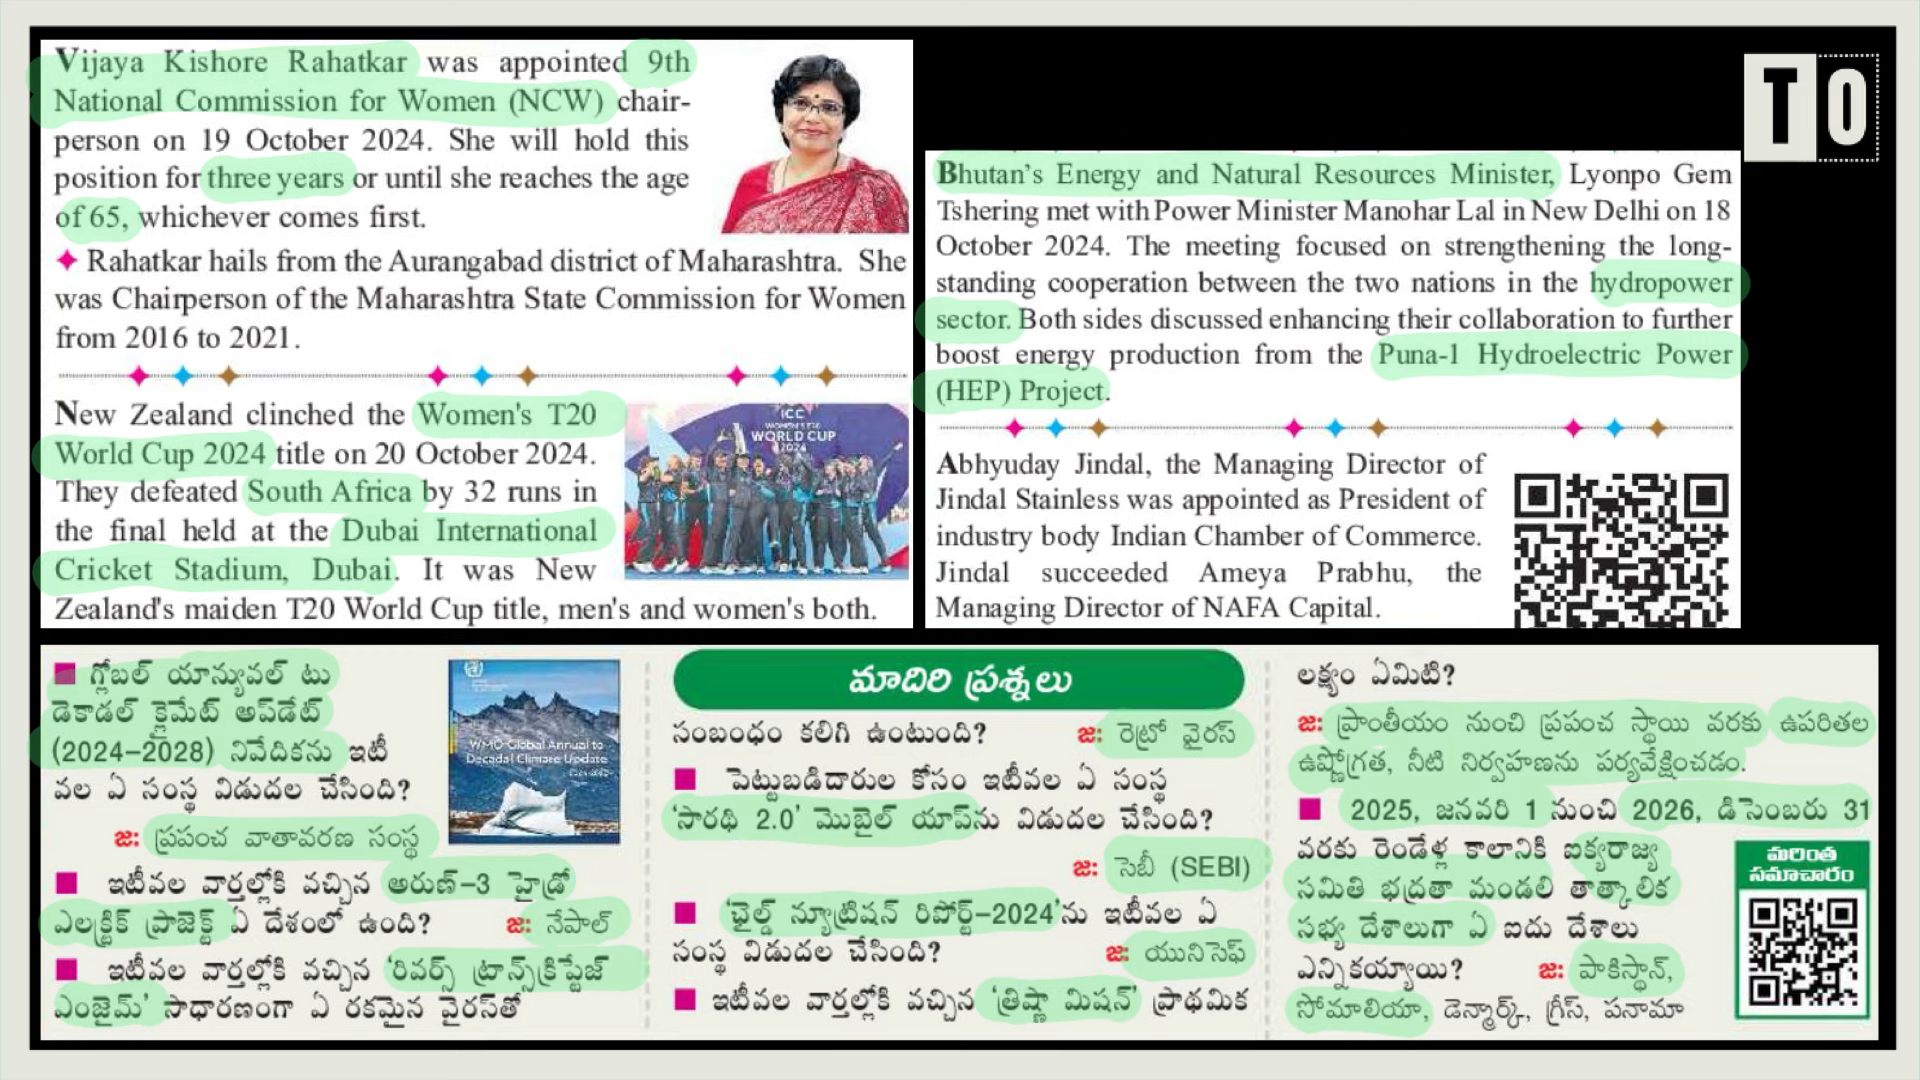 Vijaya Kishore Rahatkar was appointed 9th
National Commission for Women (NCW) chair-
person on 19 October 2024. She will hold this
position for three years or until she reaches the age
of 65, whichever comes first.
✦ Rahatkar hails from the Aurangabad district of Maharashtra. She
was Chairperson of the Maharashtra State Commission for Women
from 2016 to 2021.
New Zealand clinched the Women's T20
World Cup 2024 title on 20 October 2024.
They defeated South Africa by 32 runs in
the final held at the Dubai International
Cricket Stadium, Dubai. It was New
Zealand's maiden T20 World Cup title, men's and women's both.
ICC
WOMEN'S T20
WORLD CUP
2024
TO
Bhutan's Energy and Natural Resources Minister, Lyonpo Gem
Tshering met with Power Minister Manohar Lal in New Delhi on 18
October 2024. The meeting focused on strengthening the long-
standing cooperation between the two nations in the hydropower
sector. Both sides discussed enhancing their collaboration to further
boost energy production from the Puna-1 Hydroelectric Power
(HEP) Project.
Abhyuday Jindal, the Managing Director of
Jindal Stainless was appointed as President of
industry body Indian Chamber of Commerce.
Jindal succeeded Ameya Prabhu, the
Managing Director of NAFA Capital.
■ గ్లోబల్ యాన్యువల్ టు
డెకాడల్ క్లైమేట్ అప్‌డేట్
(2024–2028) నివేదికను ఇటీ
వల ఏ సంస్థ విడుదల చేసింది?
జ: ప్రపంచ వాతావరణ సంస్థ
■ ఇటీవల వార్తల్లోకి వచ్చిన అరుణ్–3 హైడ్రో
ఎలక్ట్రిక్ ప్రాజెక్ట్ ఏ దేశంలో ఉంది? జ: నేపాల్
■ ఇటీవల వార్తల్లోకి వచ్చిన 'రివర్స్ ట్రాన్స్‌క్రిప్టేజ్
ఎంజైమ్' సాధారణంగా ఏ రకమైన వైరస్‌తో
WMO Global Annual to
Decadal Climate Update
మాదిరి ప్రశ్నలు
సంబంధం కలిగి ఉంటుంది? జ: రెట్రో వైరస్
■ పెట్టుబడిదారుల కోసం ఇటీవల ఏ సంస్థ
'సారథి 2.0' మొబైల్ యాప్‌ను విడుదల చేసింది?
జ: సెబీ (SEBI)
■ 'ఛైల్డ్ న్యూట్రిషన్ రిపోర్ట్–2024'ను ఇటీవల ఏ
సంస్థ విడుదల చేసింది? జ: యునిసెఫ్
■ ఇటీవల వార్తల్లోకి వచ్చిన 'త్రిష్ణా మిషన్' ప్రాథమిక
లక్ష్యం ఏమిటి?
జ: ప్రాంతీయం నుంచి ప్రపంచ స్థాయి వరకు ఉపరితల
ఉష్ణోగ్రత, నీటి నిర్వహణను పర్యవేక్షించడం.
■ 2025, జనవరి 1 నుంచి 2026, డిసెంబరు 31
వరకు రెండేళ్ల కాలానికి ఐక్యరాజ్య
సమితి భద్రతా మండలి తాత్కాలిక
సభ్య దేశాలుగా ఏ ఐదు దేశాలు
ఎన్నికయ్యాయి? జ: పాకిస్థాన్,
సోమాలియా, డెన్మార్క్, గ్రీస్, పనామా
మరింత
సమాచారం